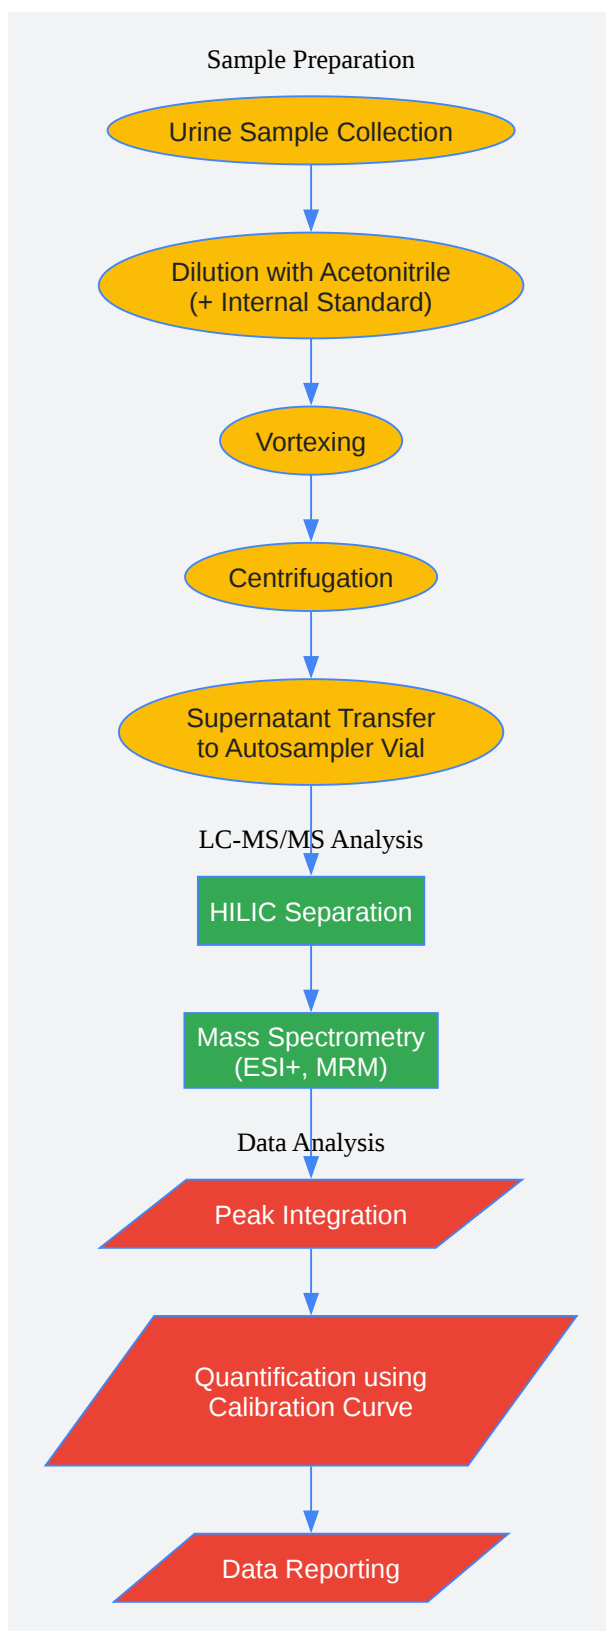 Sample Preparation
Urine Sample Collection
Dilution with Acetonitrile
(+ Internal Standard)
Vortexing
Centrifugation
Supernatant Transfer
to Autosampler Vial
LC-MS/MS Analysis
HILIC Separation
Mass Spectrometry
(ESI+, MRM)
Data Analysis
Peak Integration
Quantification using
Calibration Curve
Data Reporting